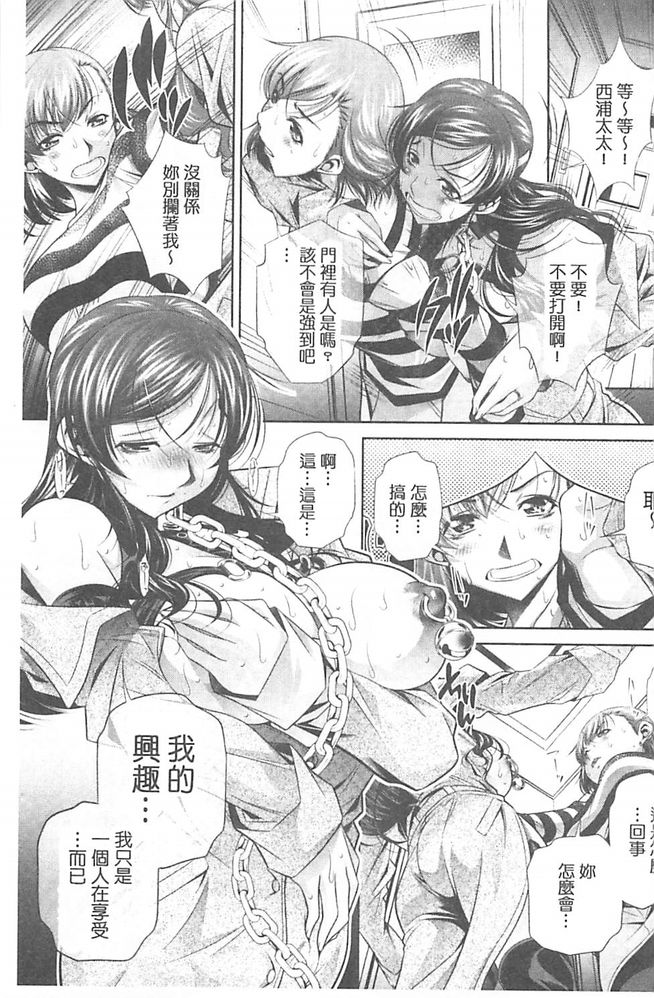 等～等～！
西浦太太！
不要！
不要打開啊！
門裡有人是嗎？
該不會是強到吧
…
沒關係
妳別攔著我～
怎麼…
搞的…
啊…
這…這是…
我的
興趣…
我只是
一個人在享受
…而已
…回事
妳
怎麼會…